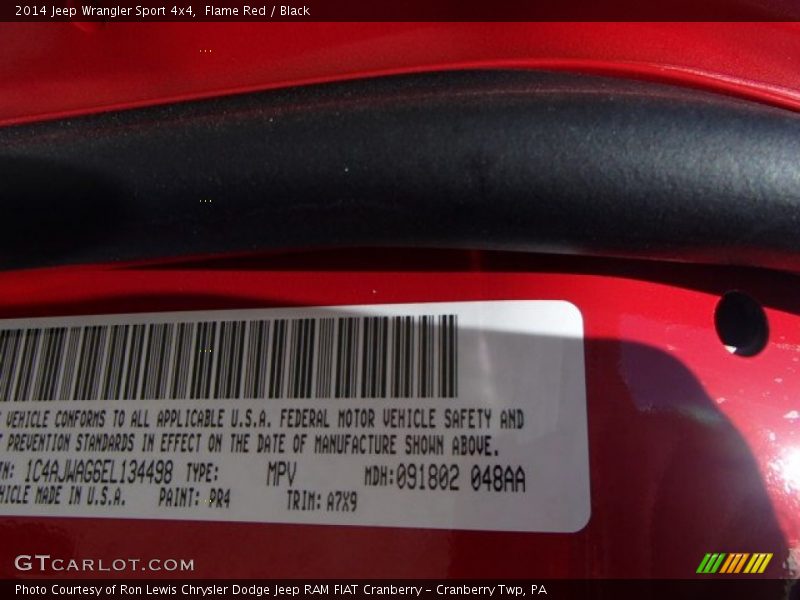 2014 Jeep Wrangler Sport 4x4,  Flame Red / Black
VEHICLE CONFORMS TO ALL APPLICABLE U.S.A. FEDERAL MOTOR VEHICLE SAFETY AND
PREVENTION STANDARDS IN EFFECT ON THE DATE OF MANUFACTURE SHOWN ABOVE.
1C4AJWAG6EL134498 TYPE: MPV MDH:091802 048AA
MADE IN U.S.A. PAINT: PR4 TRIM: A7X9
GTCARLOT.COM
Photo Courtesy of Ron Lewis Chrysler Dodge Jeep RAM FIAT Cranberry - Cranberry Twp, PA